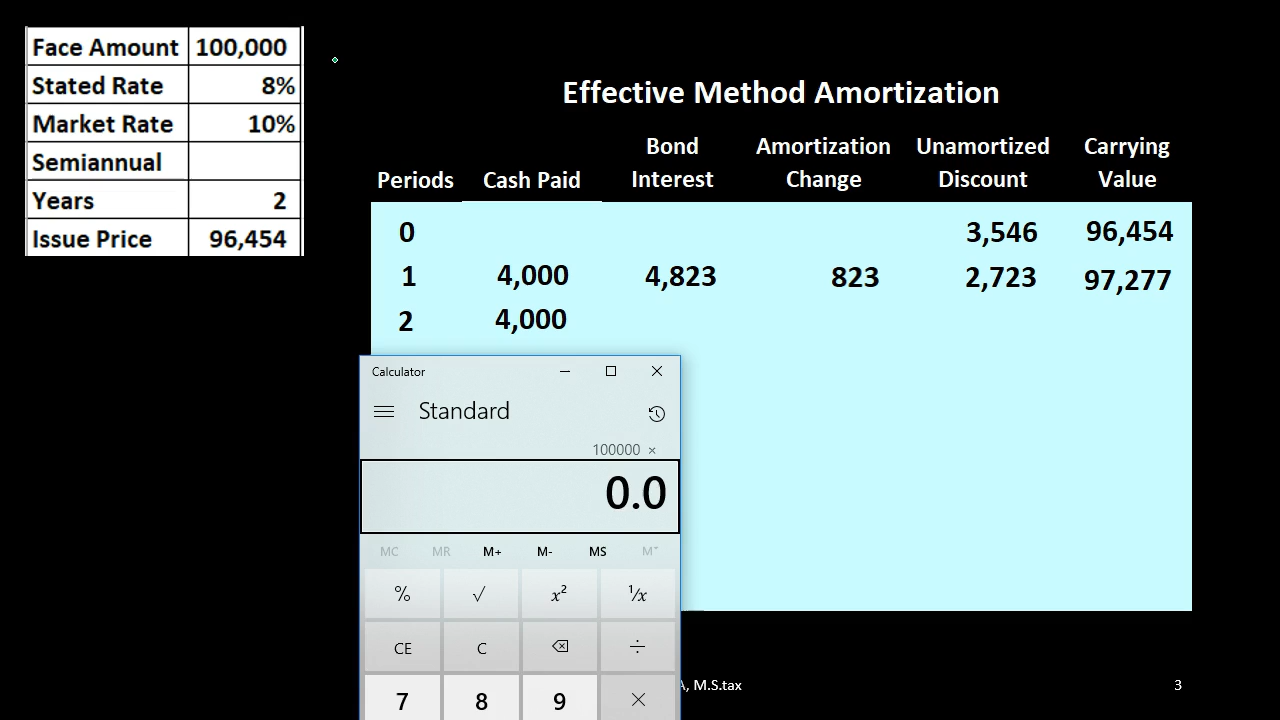 Face Amount 100,000
Stated Rate 8%
Market Rate 10%
Semiannual
Years 2
Issue Price 96,454
Effective Method Amortization
Periods Cash Paid Bond Interest Amortization Change Unamortized Discount Carrying Value
0 3,546 96,454
1 4,000 4,823 823 2,723 97,277
2 4,000
Calculator
Standard
100000 ×
0.0
MC MR M+ M- MS M˅
% √ x² ¹/x
CE C ÷
7 8 9 ×
, M.S.tax
3